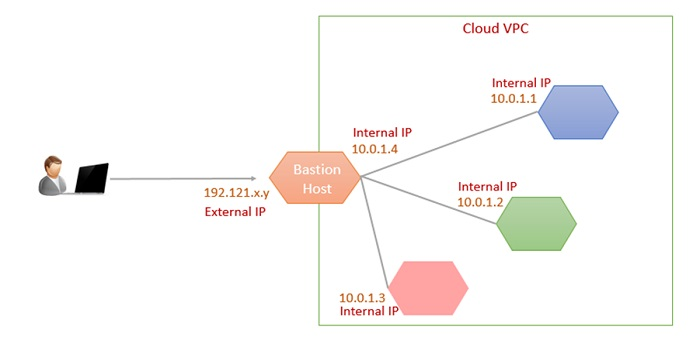 Cloud VPC
Internal IP
10.0.1.1
Internal IP
10.0.1.4
Bastion
Host
192.121.x.y
External IP
Internal IP
10.0.1.2
10.0.1.3
Internal IP